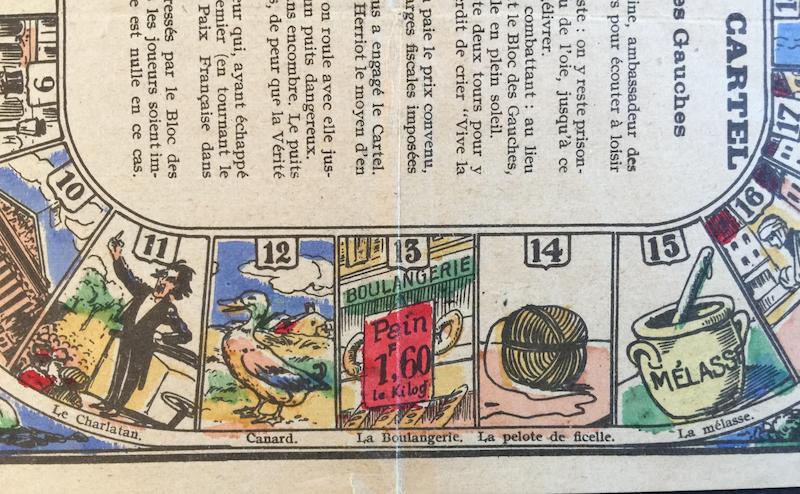 CARTEL
es Gauches
ine, ambassadeur des
rs pour écouter à loisir
ste : on y reste prison-
u de l'oie, jusqu'à ce
élivrer.
combattant : au lieu
t le Bloc des Gauches,
le en plein soleil.
te deux tours pour y
erdit de crier "Vive la
paie le prix convenu,
arges fiscales imposées
us a engagé le Cartel.
Herriot le moyen d'en
on roule avec elle jus-
un puits dangereux.
ns encombre. Le puits
s, de peur que la Vérité
eur qui, ayant échappé
emier (en tournant le
Paix Française dans
ressés par le Bloc des
les joueurs soient im-
e est nulle en ce cas.
9
10
11
Le Charlatan.
12
Canard.
13
BOULANGERIE
Pain
1,60
le Kilog
La Boulangerie.
14
La pelote de ficelle.
15
MÉLASS
La mélasse.
16
17